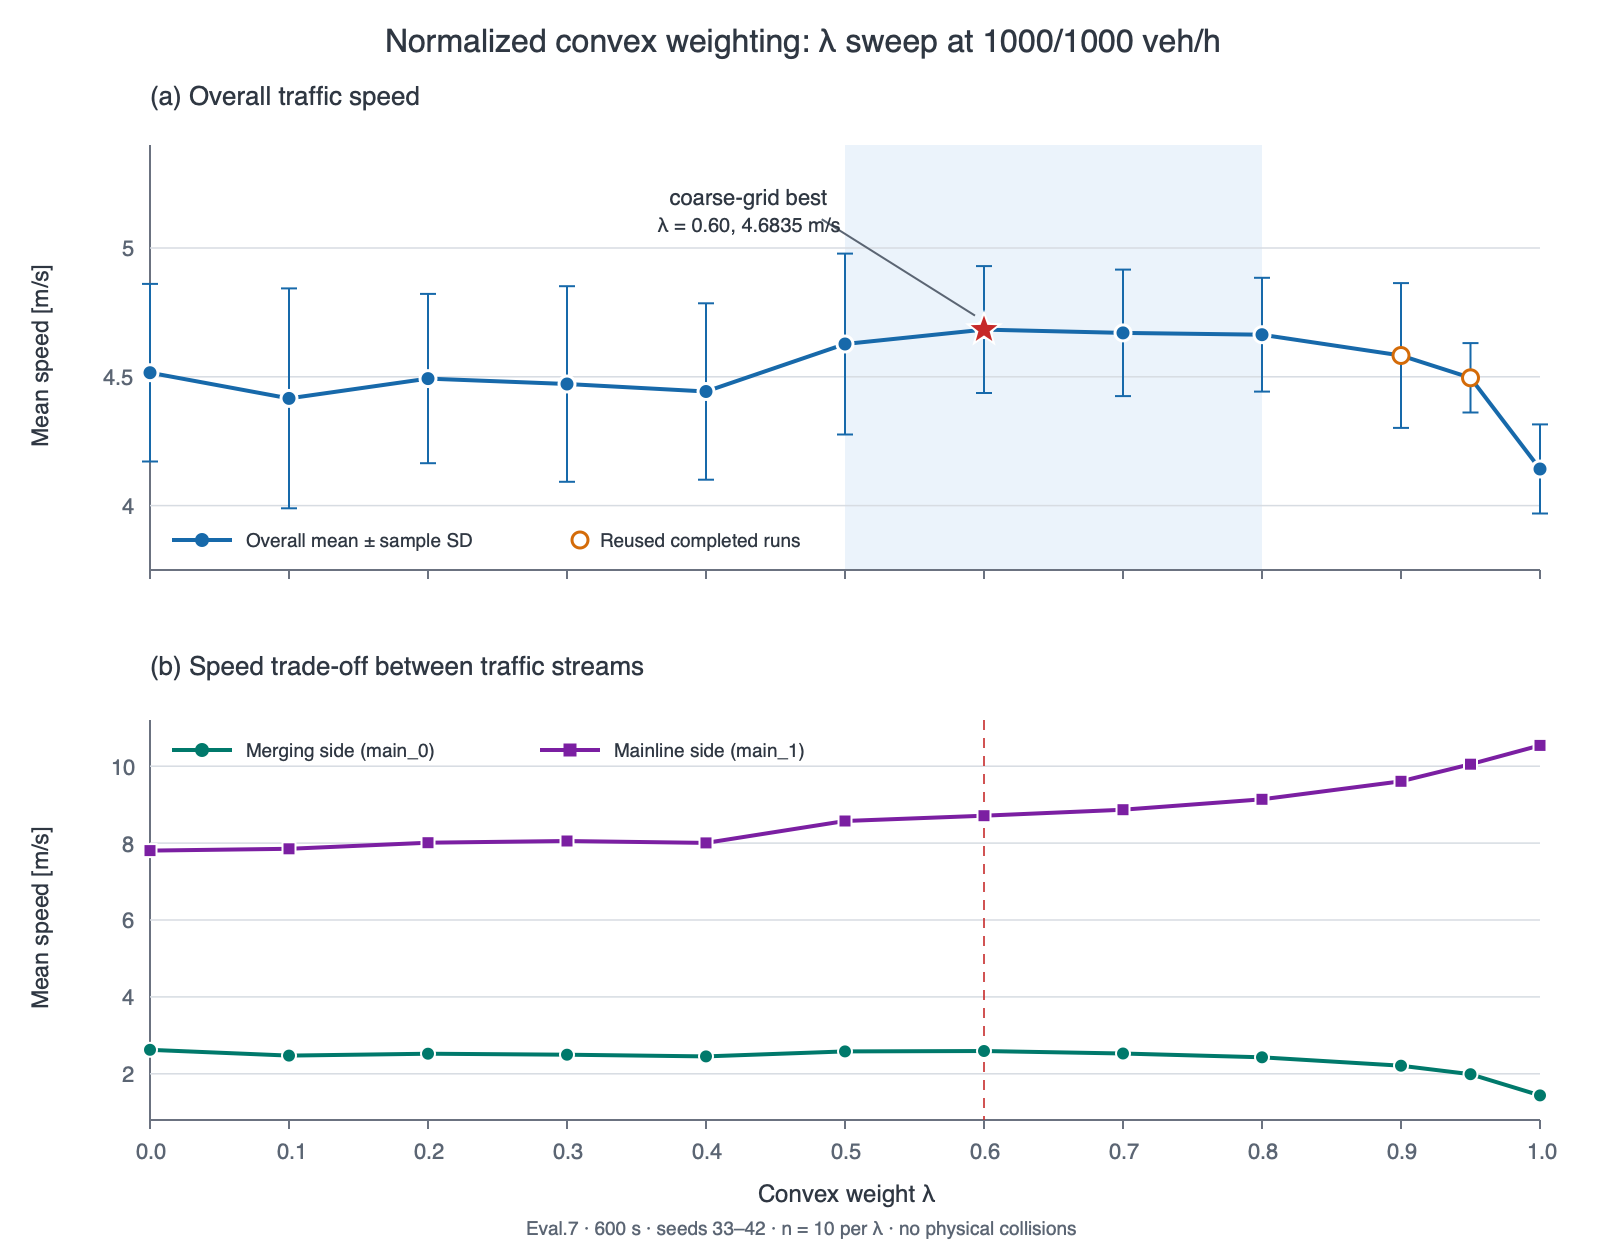 Normalized convex weighting: λ sweep at 1000/1000 veh/h
(a) Overall traffic speed
coarse-grid best
λ = 0.60, 4.6835 m/s
5
4.5
4
Mean speed [m/s]
Overall mean ± sample SD
Reused completed runs
(b) Speed trade-off between traffic streams
Merging side (main_0)
Mainline side (main_1)
10
8
6
4
2
Mean speed [m/s]
0.0 0.1 0.2 0.3 0.4 0.5 0.6 0.7 0.8 0.9 1.0
Convex weight λ
Eval.7 · 600 s · seeds 33–42 · n = 10 per λ · no physical collisions